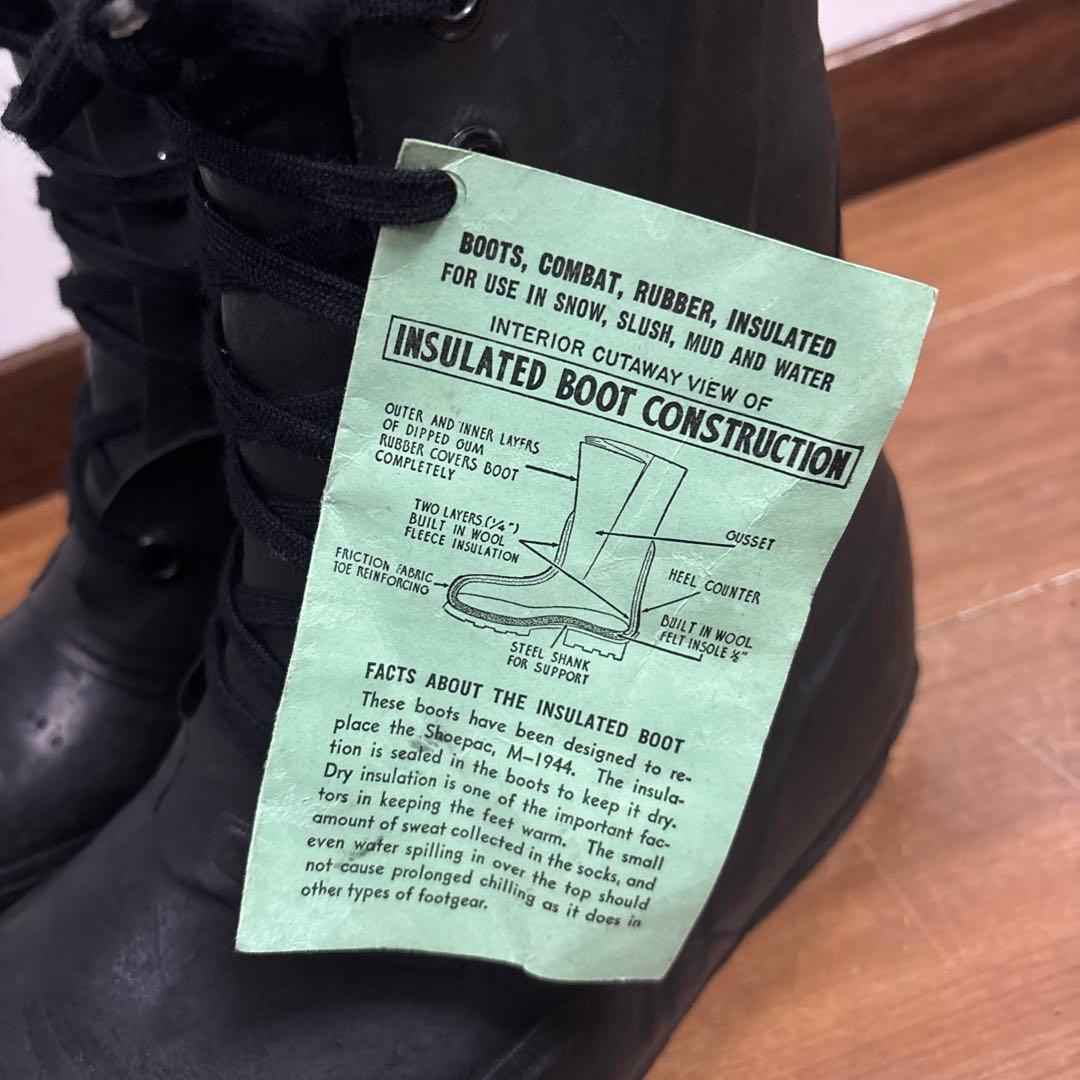 BOOTS, COMBAT, RUBBER, INSULATED
FOR USE IN SNOW, SLUSH, MUD AND WATER
INTERIOR CUTAWAY VIEW OF
INSULATED BOOT CONSTRUCTION
OUTER AND INNER LAYERS
OF DIPPED GUM
RUBBER COVERS BOOT
COMPLETELY
TWO LAYERS (¼")
BUILT IN WOOL
FLEECE INSULATION
GUSSET
FRICTION FABRIC
TOE REINFORCING
HEEL COUNTER
BUILT IN WOOL
FELT INSOLE ⅛"
STEEL SHANK
FOR SUPPORT
FACTS ABOUT THE INSULATED BOOT
These boots have been designed to re-
place the Shoepac, M–1944. The insula-
tion is sealed in the boots to keep it dry.
Dry insulation is one of the important fac-
tors in keeping the feet warm. The small
amount of sweat collected in the socks, and
even water spilling in over the top should
not cause prolonged chilling as it does in
other types of footgear.